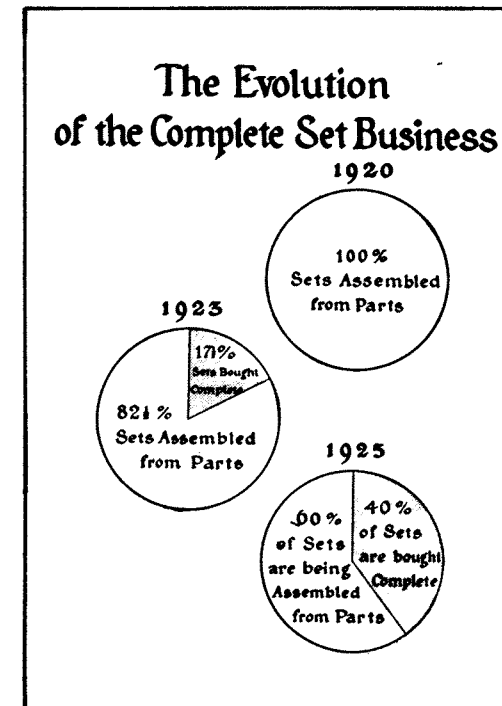 The Evolution
of the Complete Set Business
1920
100%
Sets Assembled
from Parts
1923
17½%
Sets Bought
Complete
82½%
Sets Assembled
from Parts
1925
60%
of Sets
are being
Assembled
from Parts
40%
of Sets
are bought
Complete